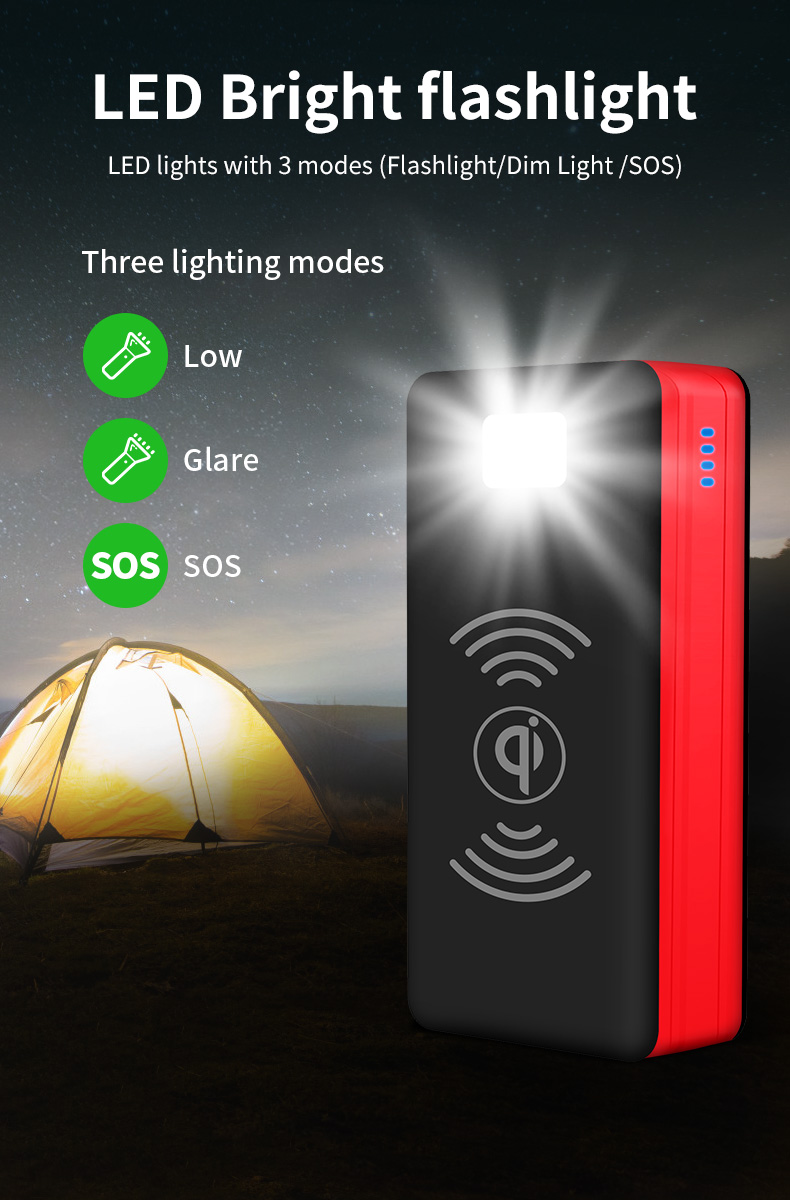 LED Bright flashlight
LED lights with 3 modes (Flashlight/Dim Light /SOS)
Three lighting modes
Low
Glare
SOS SOS
qi